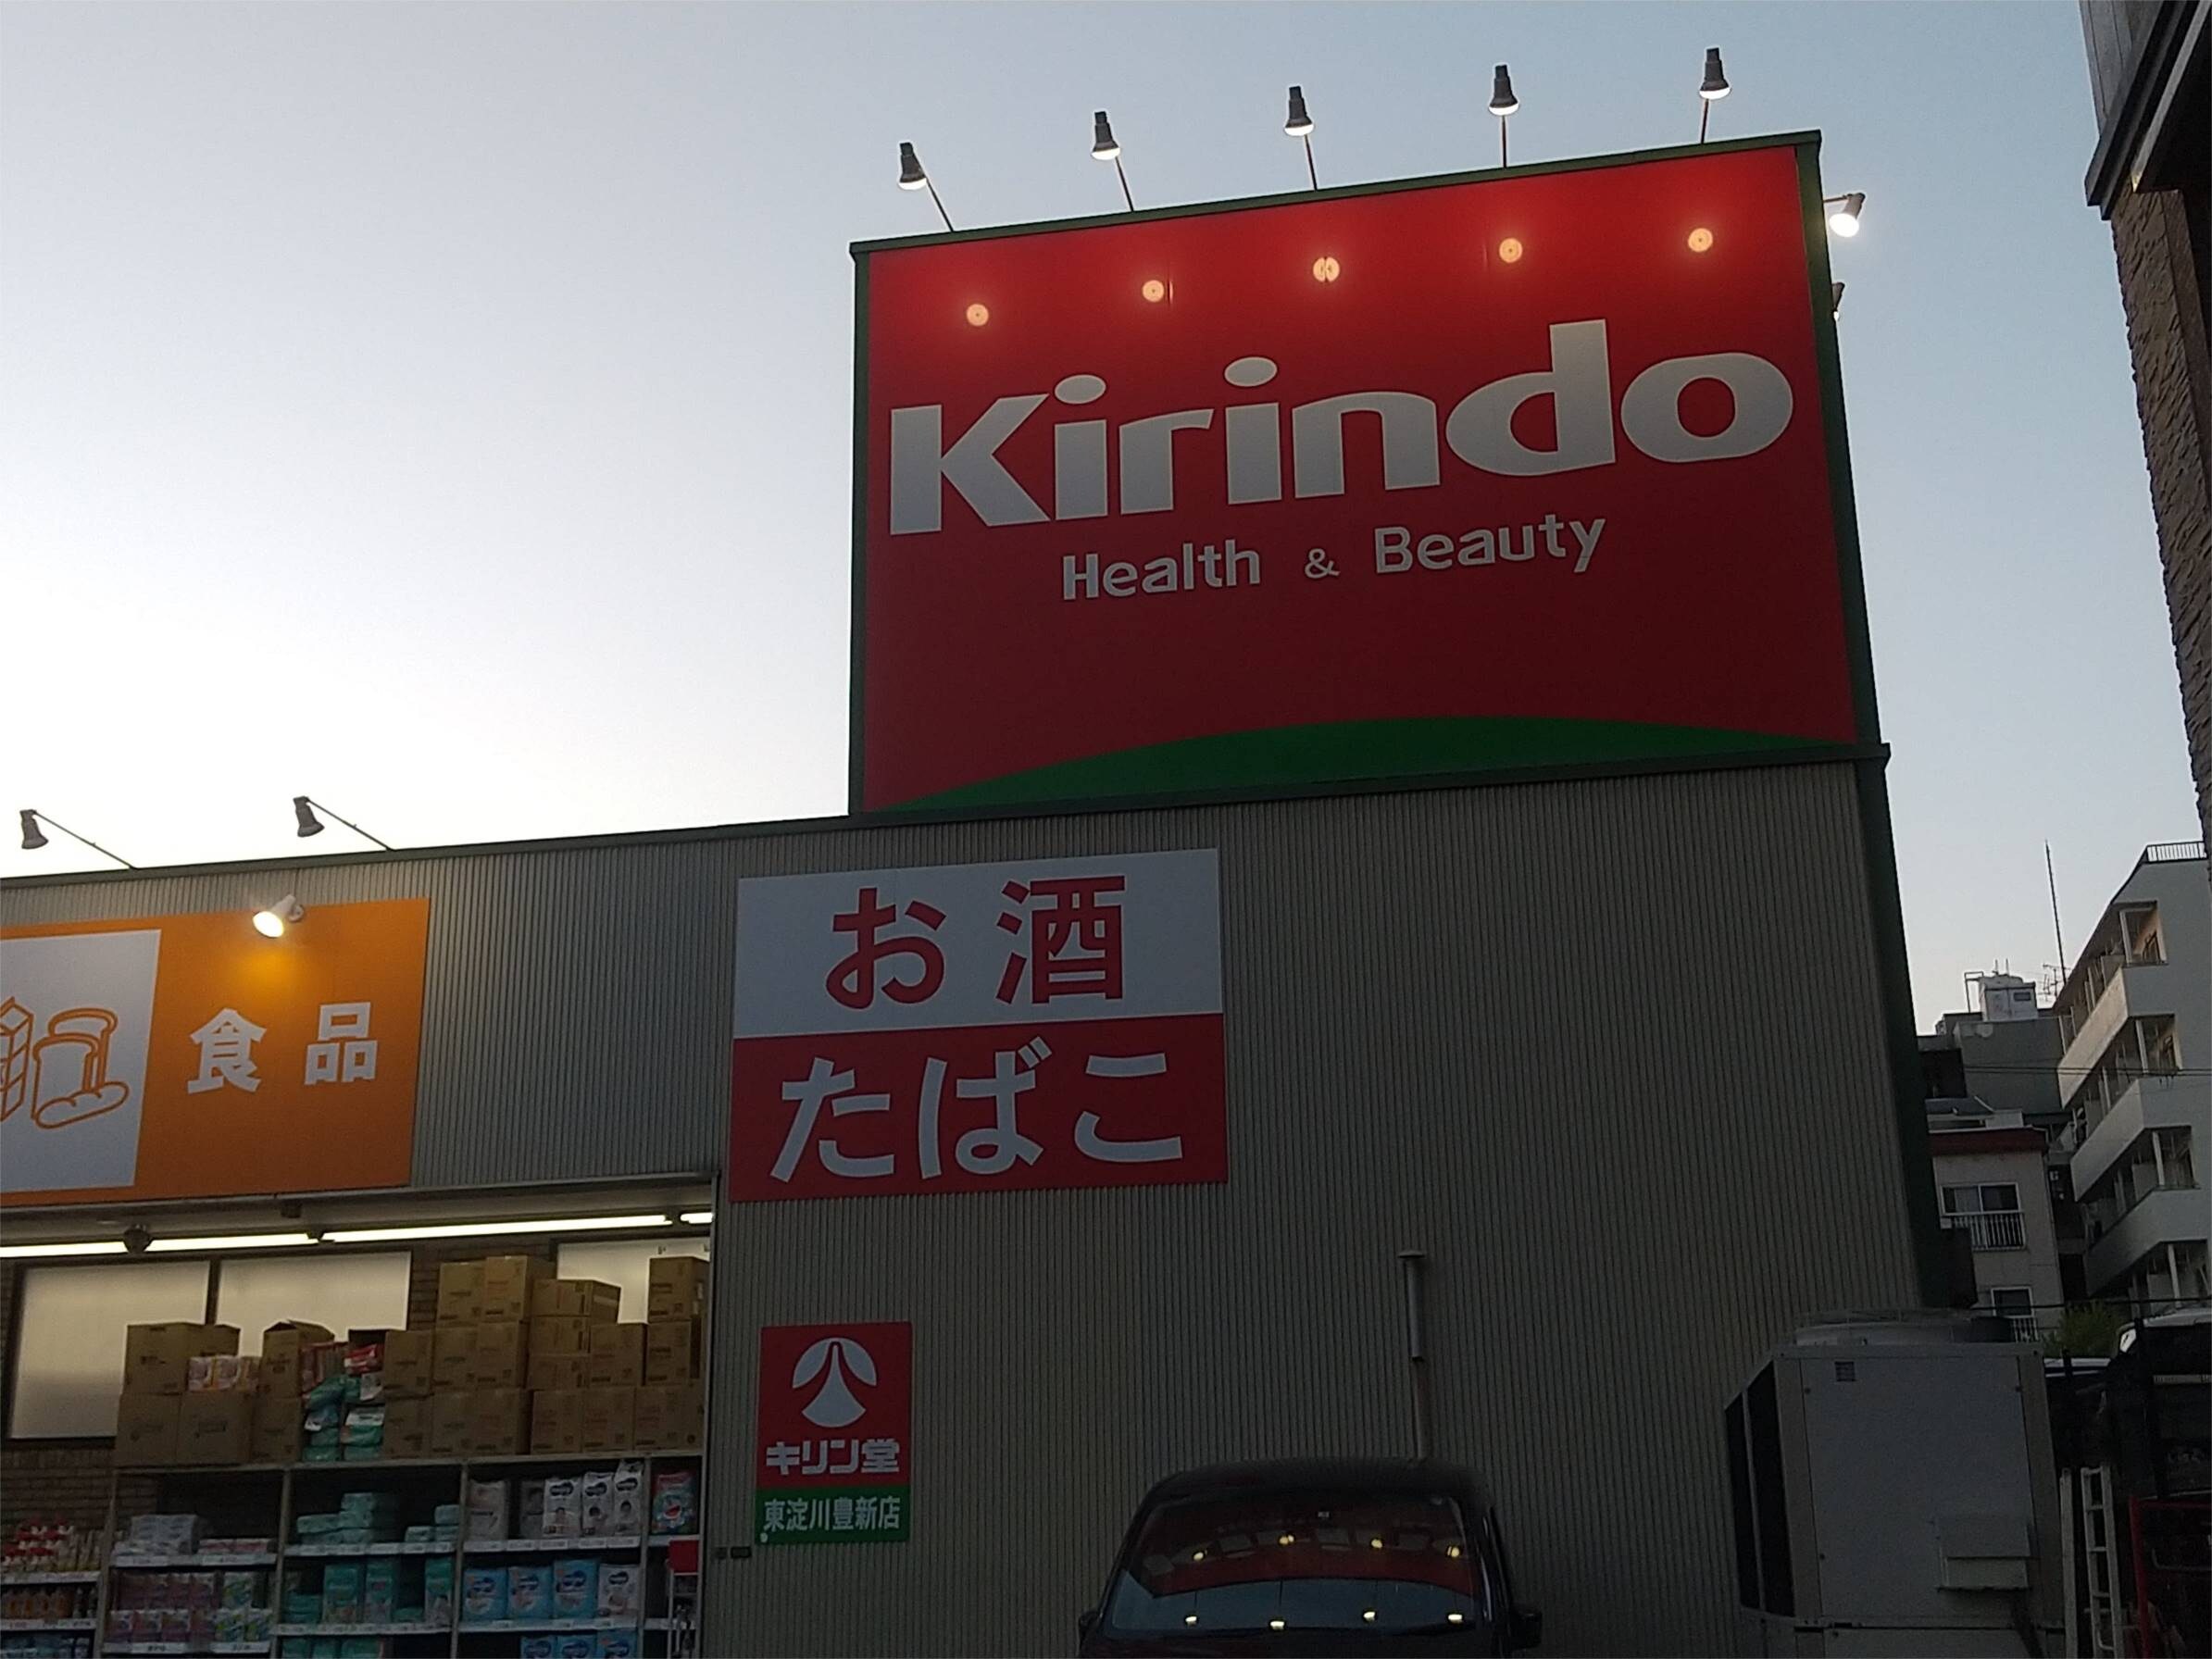 Kirindo
Health & Beauty
お酒
たばこ
食品
キリン堂
東淀川豊新店